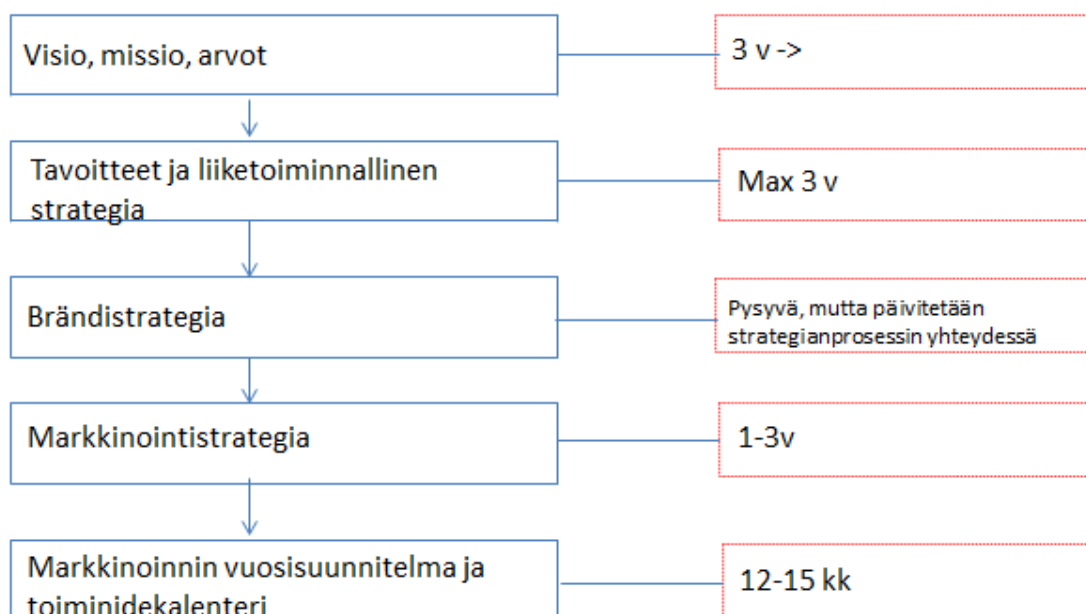 Visio, missio, arvot
3 v ->
Tavoitteet ja liiketoiminnallinen
strategia
Max 3 v
Brändistrategia
Pysyvä, mutta päivitetään
strategianprosessin yhteydessä
Markkinointistrategia
1-3v
Markkinoinnin vuosisuunnitelma ja
toiminidekalenteri
12-15 kk